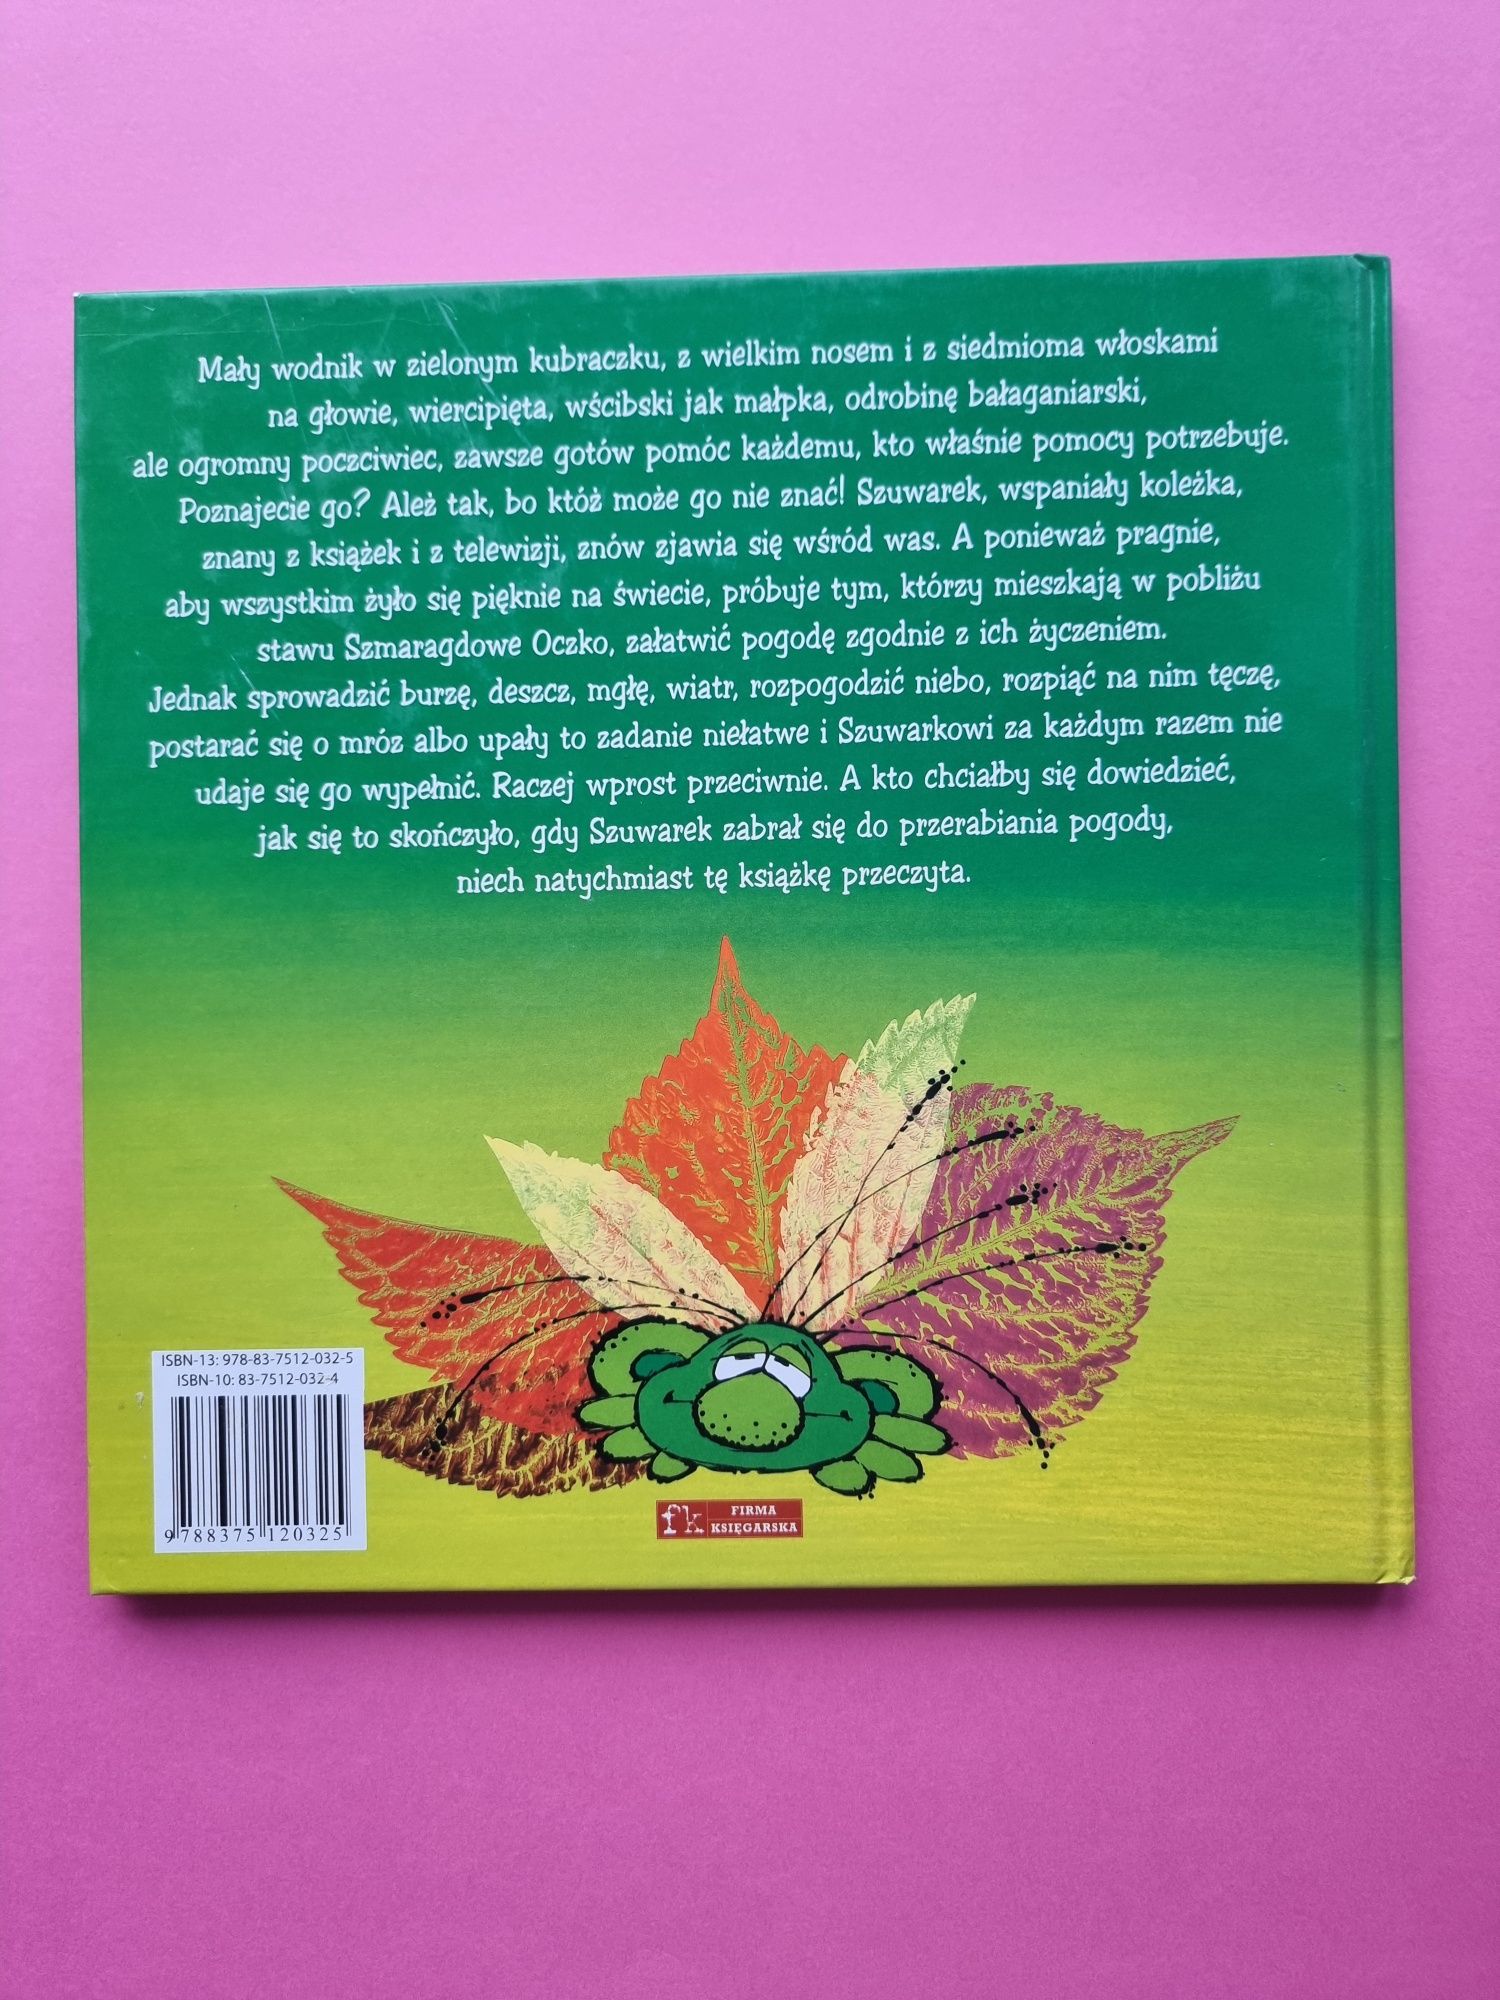 Mały wodnik w zielonym kubraczku, z wielkim nosem i z siedmioma włoskami
na głowie, wiercipięta, wścibski jak małpka, odrobinę bałaganiarski,
ale ogromny poczciwiec, zawsze gotów pomóc każdemu, kto właśnie pomocy potrzebuje.
Poznajecie go? Ależ tak, bo któż może go nie znać! Szuwarek, wspaniały koleżka,
znany z książek i z telewizji, znów zjawia się wśród was. A ponieważ pragnie,
aby wszystkim żyło się pięknie na świecie, próbuje tym, którzy mieszkają w pobliżu
stawu Szmaragdowe Oczko, załatwić pogodę zgodnie z ich życzeniem.
Jednak sprowadzić burzę, deszcz, mgłę, wiatr, rozpogodzić niebo, rozpiąć na nim tęczę,
postarać się o mróz albo upały to zadanie niełatwe i Szuwarkowi za każdym razem nie
udaje się go wypełnić. Raczej wprost przeciwnie. A kto chciałby się dowiedzieć,
jak się to skończyło, gdy Szuwarek zabrał się do przerabiania pogody,
niech natychmiast tę książkę przeczyta.
ISBN-13: 978-83-7512-032-5
ISBN-10: 83-7512-032-4
9 788375 120325
fk FIRMA
KSIĘGARSKA